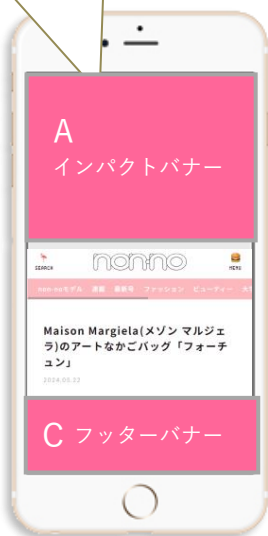 A
インパクトバナー
non-no
SEARCH
MENU
non-noモデル 連載 最新号 ファッション ビューティー 大学
Maison Margiela(メゾン マルジェ
ラ)のアートなかごバッグ「フォーチ
ュン」
2024.05.22
C フッターバナー